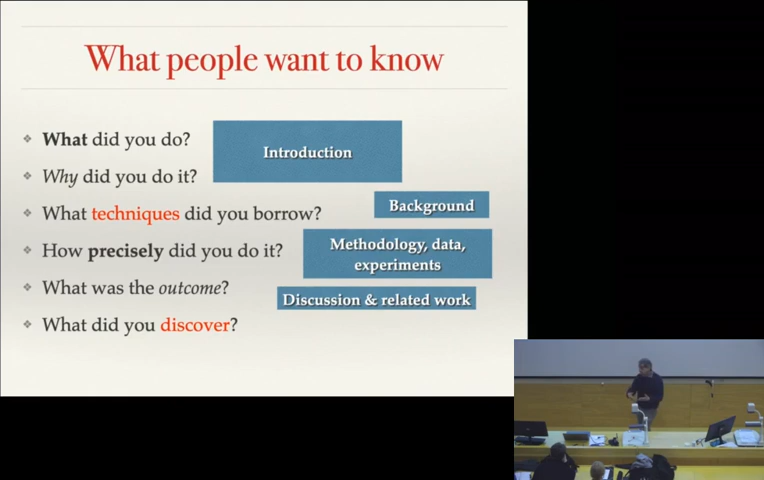 What people want to know
What did you do?
Introduction
Why did you do it?
What techniques did you borrow?
Background
How precisely did you do it?
Methodology, data,
experiments
What was the outcome?
Discussion & related work
What did you discover?